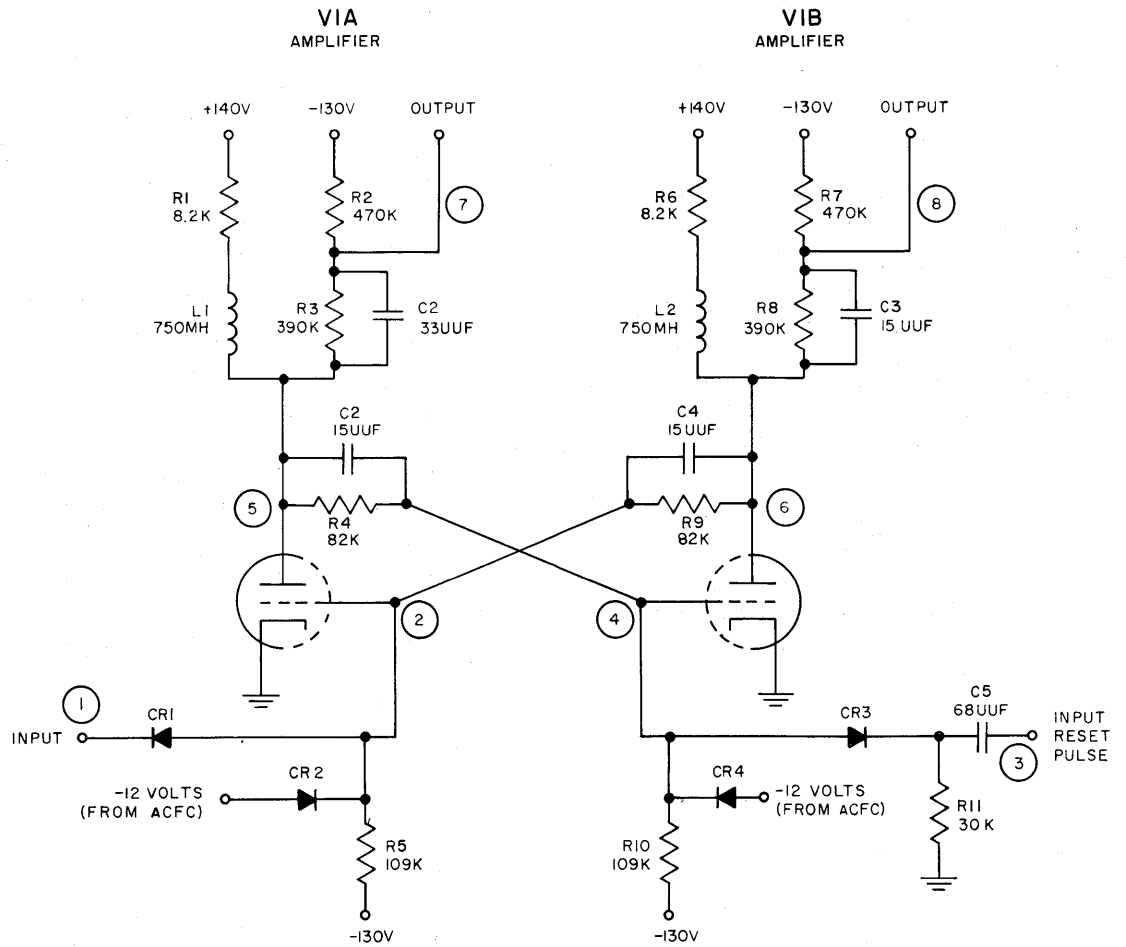 V1A
AMPLIFIER
V1B
AMPLIFIER
+140V
-130V
OUTPUT
+140V
-130V
OUTPUT
R1
8.2K
R2
470K
7
R6
8.2K
R7
470K
8
L1
750MH
R3
390K
C2
33UUF
L2
750MH
R8
390K
C3
15UUF
C2
15UUF
C4
15UUF
5
R4
82K
R9
82K
6
2
4
1
INPUT
CR1
CR3
C5
68UUF
3
INPUT
RESET
PULSE
-12 VOLTS
(FROM ACFC)
CR2
CR4
-12 VOLTS
(FROM ACFC)
R5
109K
R10
109K
R11
30K
-130V
-130V